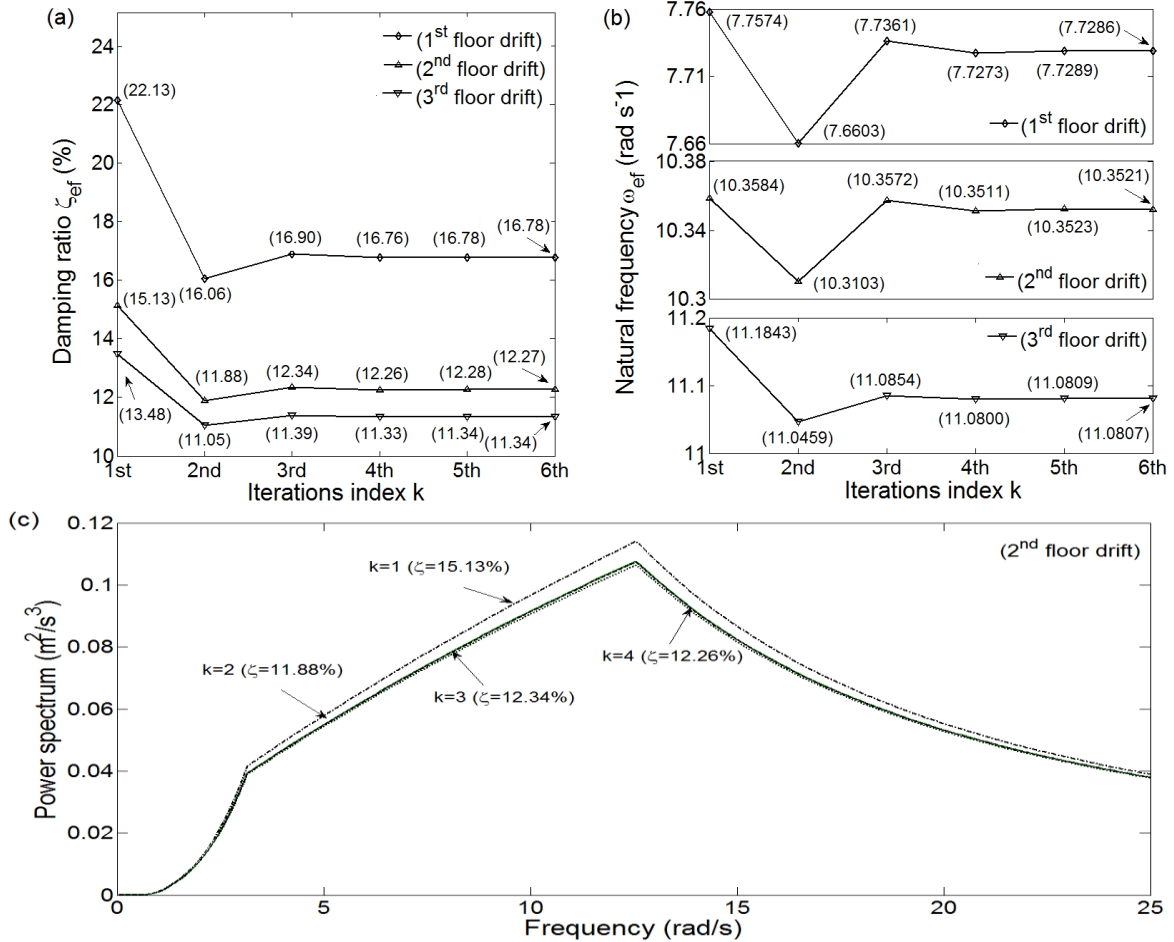 (a)
Damping ratio ζef (%)
24
22
20
18
16
14
12
10
(1st floor drift)
(2nd floor drift)
(3rd floor drift)
(22.13)
(16.06)
(16.90)
(16.76)
(16.78)
(16.78)
(15.13)
(11.88)
(12.34)
(12.26)
(12.28)
(12.27)
(13.48)
(11.05)
(11.39)
(11.33)
(11.34)
(11.34)
1st 2nd 3rd 4th 5th 6th
Iterations index k
(b)
Natural frequency ωef (rad s-1)
7.76
7.71
7.66
(7.7574)
(7.6603)
(7.7361)
(7.7273)
(7.7289)
(7.7286)
(1st floor drift)
10.38
10.34
10.3
(10.3584)
(10.3103)
(10.3572)
(10.3511)
(10.3523)
(10.3521)
(2nd floor drift)
11.2
11.1
11
(11.1843)
(11.0459)
(11.0854)
(11.0800)
(11.0809)
(11.0807)
(3rd floor drift)
1st 2nd 3rd 4th 5th 6th
Iterations index k
(c)
Power spectrum (m2/s3)
0.12
0.1
0.08
0.06
0.04
0.02
0
(2nd floor drift)
k=1 (ζ=15.13%)
k=2 (ζ=11.88%)
k=3 (ζ=12.34%)
k=4 (ζ=12.26%)
0 5 10 15 20 25
Frequency (rad/s)